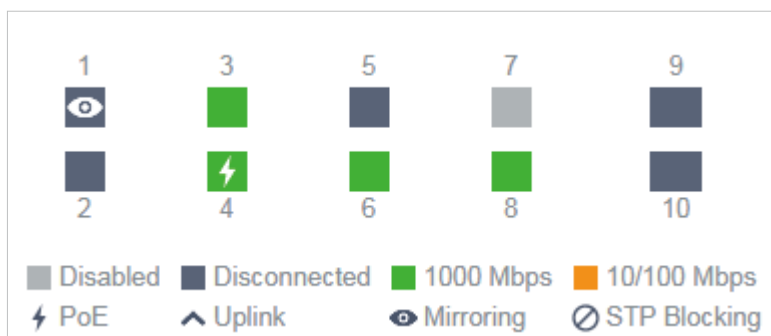 1 3 5 7 9
2 4 6 8 10
Disabled Disconnected 1000 Mbps 10/100 Mbps
PoE Uplink Mirroring STP Blocking